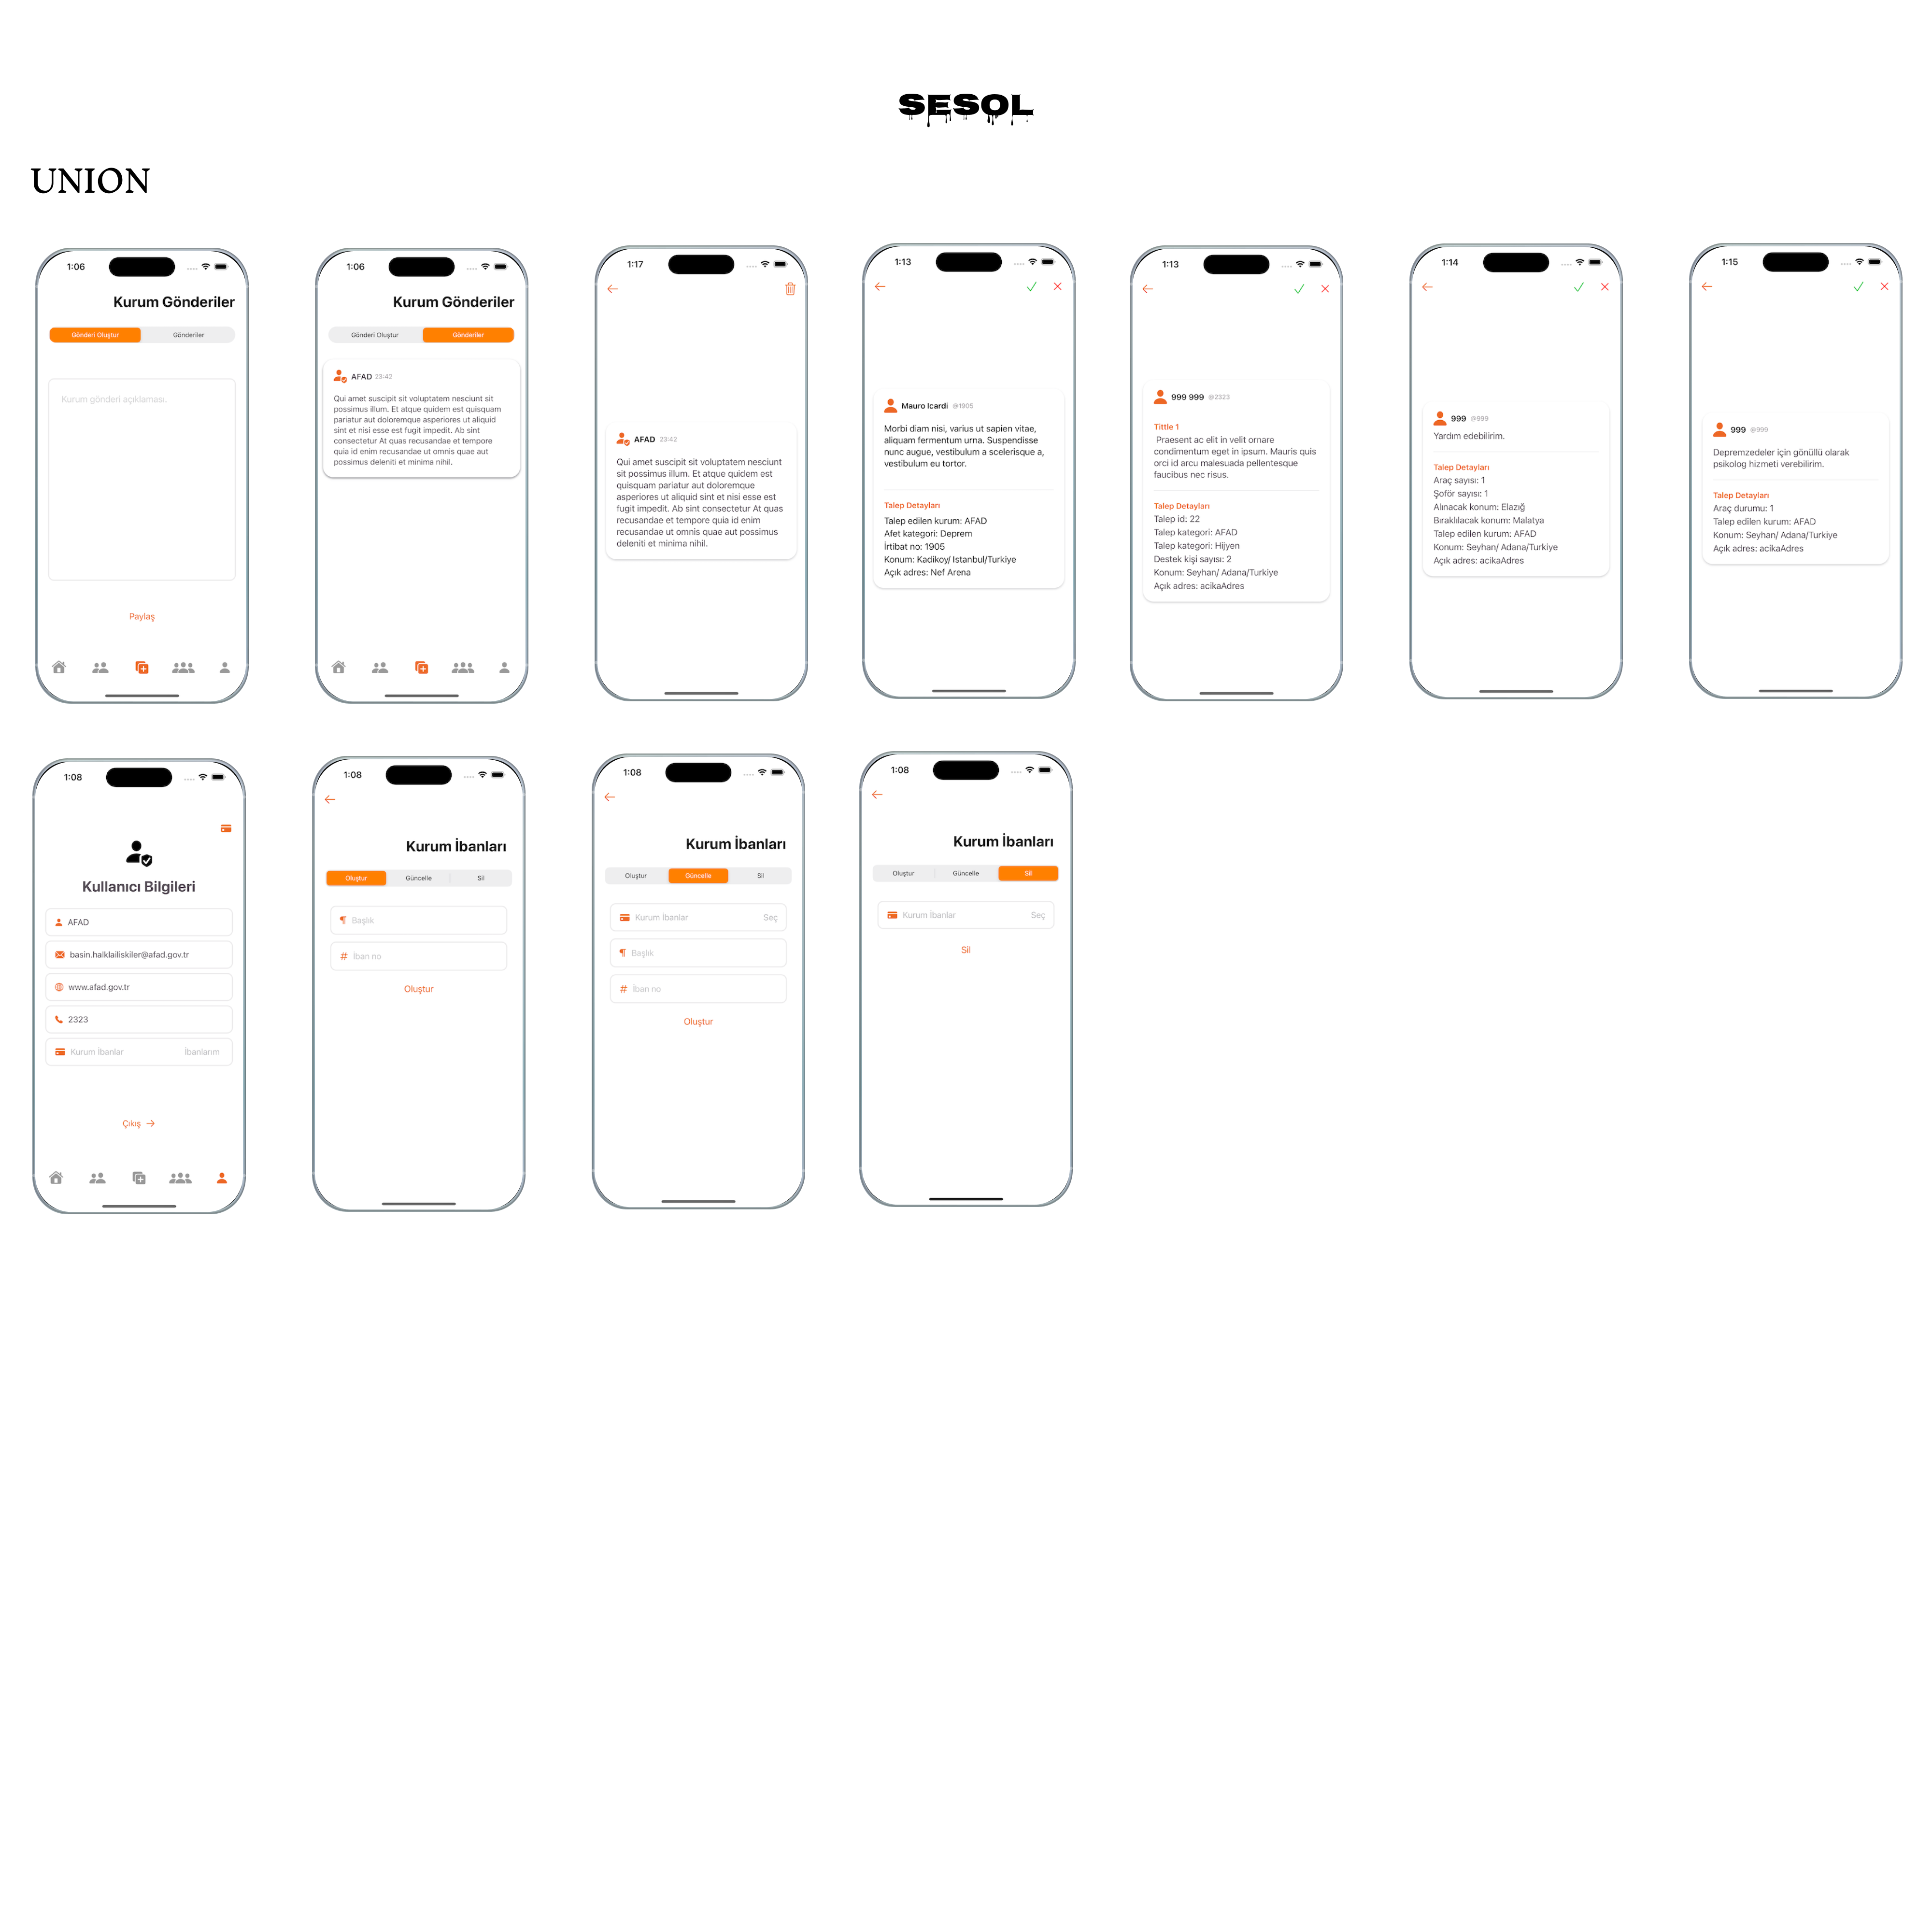 SESOL
UNION
1:06
Kurum Gönderiler
Gönderi Oluştur
Gönderiler
Kurum gönderi açıklaması.
Paylaş
1:06
Kurum Gönderiler
Gönderi Oluştur
Gönderiler
AFAD 23:42
Qui amet suscipit sit voluptatem nesciunt sit
possimus illum. Et atque quidem est quisquam
pariatur aut doloremque asperiores ut aliquid
sint et nisi esse est fugit impedit. Ab sint
consectetur At quas recusandae et tempore
quia id enim recusandae ut omnis quae aut
possimus deleniti et minima nihil.
1:17
AFAD 23:42
Qui amet suscipit sit voluptatem nesciunt
sit possimus illum. Et atque quidem est
quisquam pariatur aut doloremque
asperiores ut aliquid sint et nisi esse est
fugit impedit. Ab sint consectetur At quas
recusandae et tempore quia id enim
recusandae ut omnis quae aut possimus
deleniti et minima nihil.
1:13
Mauro Icardi @1905
Morbi diam nisi, varius ut sapien vitae,
aliquam fermentum urna. Suspendisse
nunc augue, vestibulum a scelerisque a,
vestibulum eu tortor.
Talep Detayları
Talep edilen kurum: AFAD
Afet kategori: Deprem
İrtibat no: 1905
Konum: Kadikoy/ Istanbul/Turkiye
Açık adres: Nef Arena
1:13
999 999 @2323
Tittle 1
Praesent ac elit in velit ornare
condimentum eget in ipsum. Mauris quis
orci id arcu malesuada pellentesque
faucibus nec risus.
Talep Detayları
Talep id: 22
Talep kategori: AFAD
Talep kategori: Hijyen
Destek kişi sayısı: 2
Konum: Seyhan/ Adana/Turkiye
Açık adres: acikaAdres
1:14
999 @999
Yardım edebilirim.
Talep Detayları
Araç sayısı: 1
Şoför sayısı: 1
Alınacak konum: Elazığ
Bıraklılacak konum: Malatya
Talep edilen kurum: AFAD
Konum: Seyhan/ Adana/Turkiye
Açık adres: acikaAdres
1:15
999 @999
Depremzedeler için gönüllü olarak
psikolog hizmeti verebilirim.
Talep Detayları
Araç durumu: 1
Talep edilen kurum: AFAD
Konum: Seyhan/ Adana/Turkiye
Açık adres: acikaAdres
1:08
Kullanıcı Bilgileri
AFAD
basin.halklailiskiler@afad.gov.tr
www.afad.gov.tr
2323
Kurum İbanlar İbanlarım
Çıkış
1:08
Kurum İbanları
Oluştur Güncelle Sil
Başlık
# İban no
Oluştur
1:08
Kurum İbanları
Oluştur Güncelle Sil
Kurum İbanlar Seç
Başlık
# İban no
Oluştur
1:08
Kurum İbanları
Oluştur Güncelle Sil
Kurum İbanlar Seç
Sil